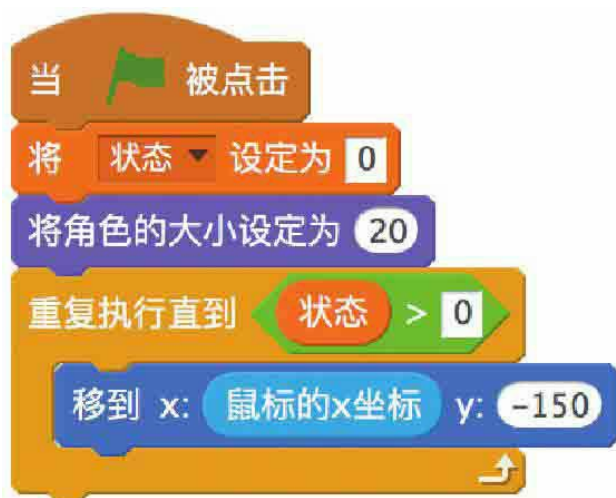 当 被点击
将 状态 设定为 0
将角色的大小设定为 20
重复执行直到 状态 > 0
移到 x: 鼠标的x坐标 y: -150